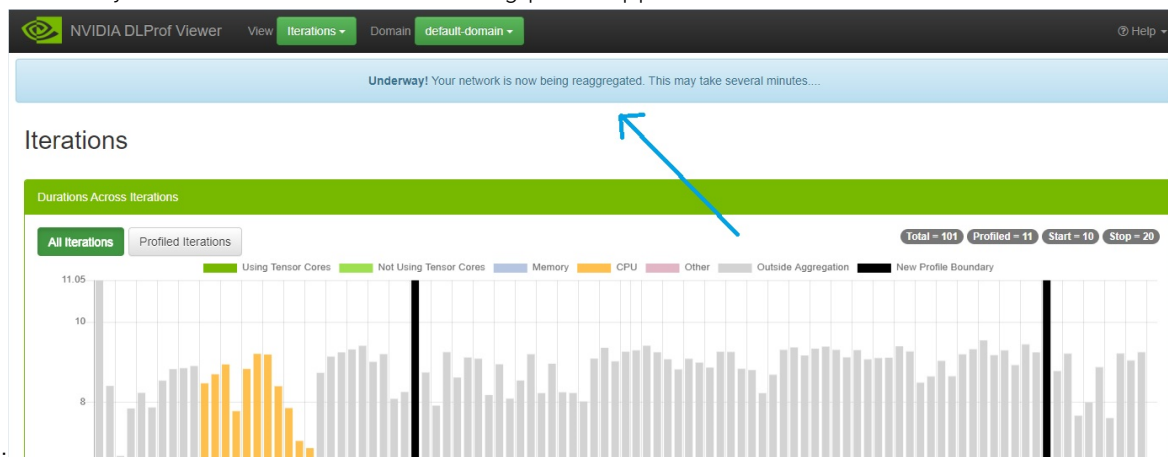 NVIDIA DLProf Viewer View Iterations Domain default-domain Help
Underway! Your network is now being reaggregated. This may take several minutes....
Iterations
Durations Across Iterations
All Iterations Profiled Iterations Total = 101 Profiled = 11 Start = 10 Stop = 20
Using Tensor Cores Not Using Tensor Cores Memory CPU Other Outside Aggregation New Profile Boundary
11.05
10
8